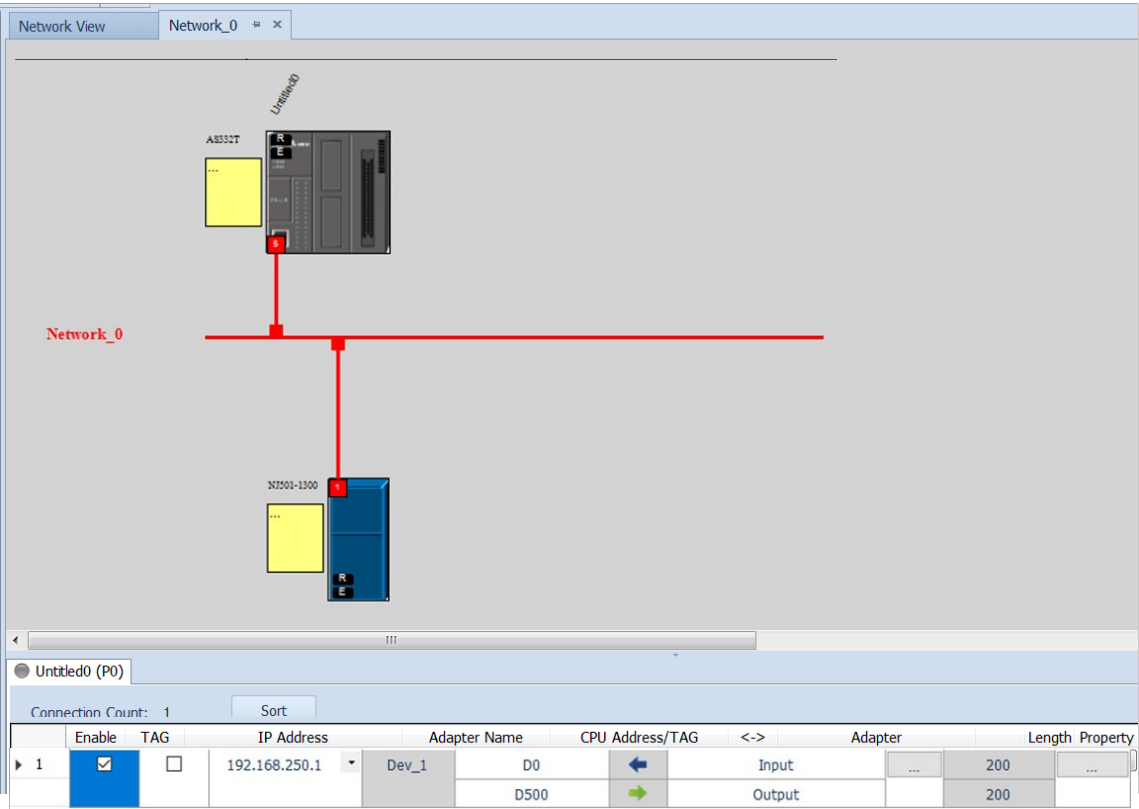 Network View Network_0
Untitled0
AS332T
R
E
...
5
Network_0
NJ501-1300
1
...
R
E
Untitled0 (P0)
Connection Count: 1 Sort
Enable TAG IP Address Adapter Name CPU Address/TAG <-> Adapter Length Property
1 192.168.250.1 Dev_1 D0 Input ... 200 ...
D500 Output 200